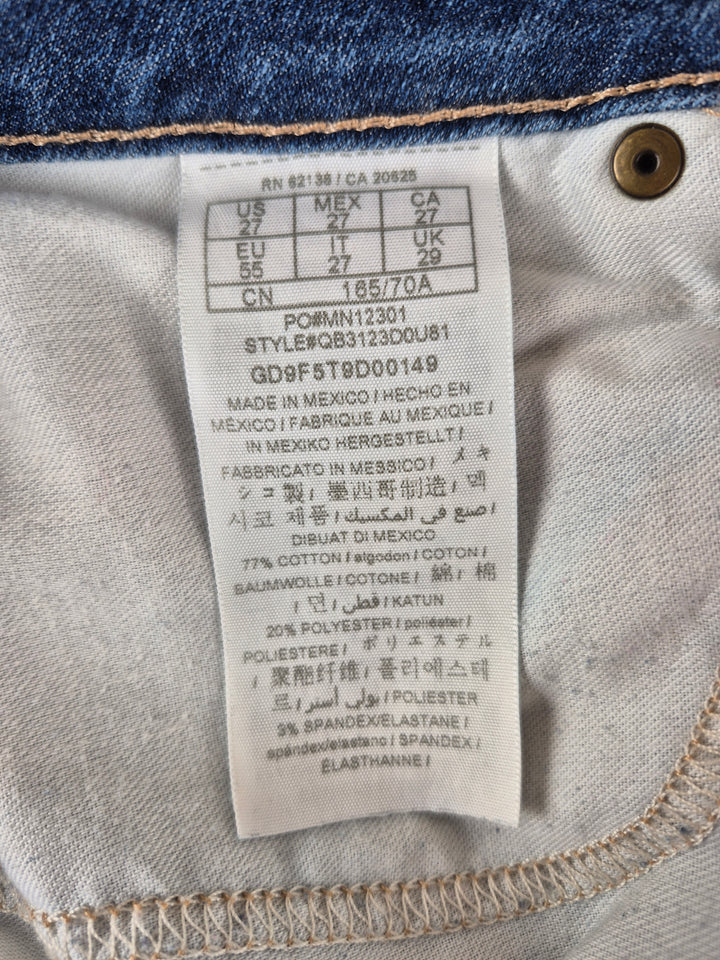 RN 62136 / CA 20625
US MEX CA
27 27 27
EU IT UK
55 27 29
CN 165/70A
PO#MN12301
STYLE#QB3123D0U81
GD9F5T9D00149
MADE IN MEXICO / HECHO EN
MÉXICO / FABRIQUE AU MEXIQUE /
IN MEXIKO HERGESTELLT /
FABBRICATO IN MESSICO / メキ
シコ製 / 墨西哥制造 / 멕
시코 제품 / صنع في المكسيك /
DIBUAT DI MEXICO
77% COTTON / algodon / COTON /
BAUMWOLLE / COTONE / 綿 / 棉
/ 면 / قطن / KATUN
20% POLYESTER / poliéster /
POLIESTERE / ポリエステル
/ 聚酯纤维 / 폴리에스테
르 / بولي أستر / POLIESTER
3% SPANDEX/ELASTANE /
spándex/elastano / SPANDEX /
ÉLASTHANNE /